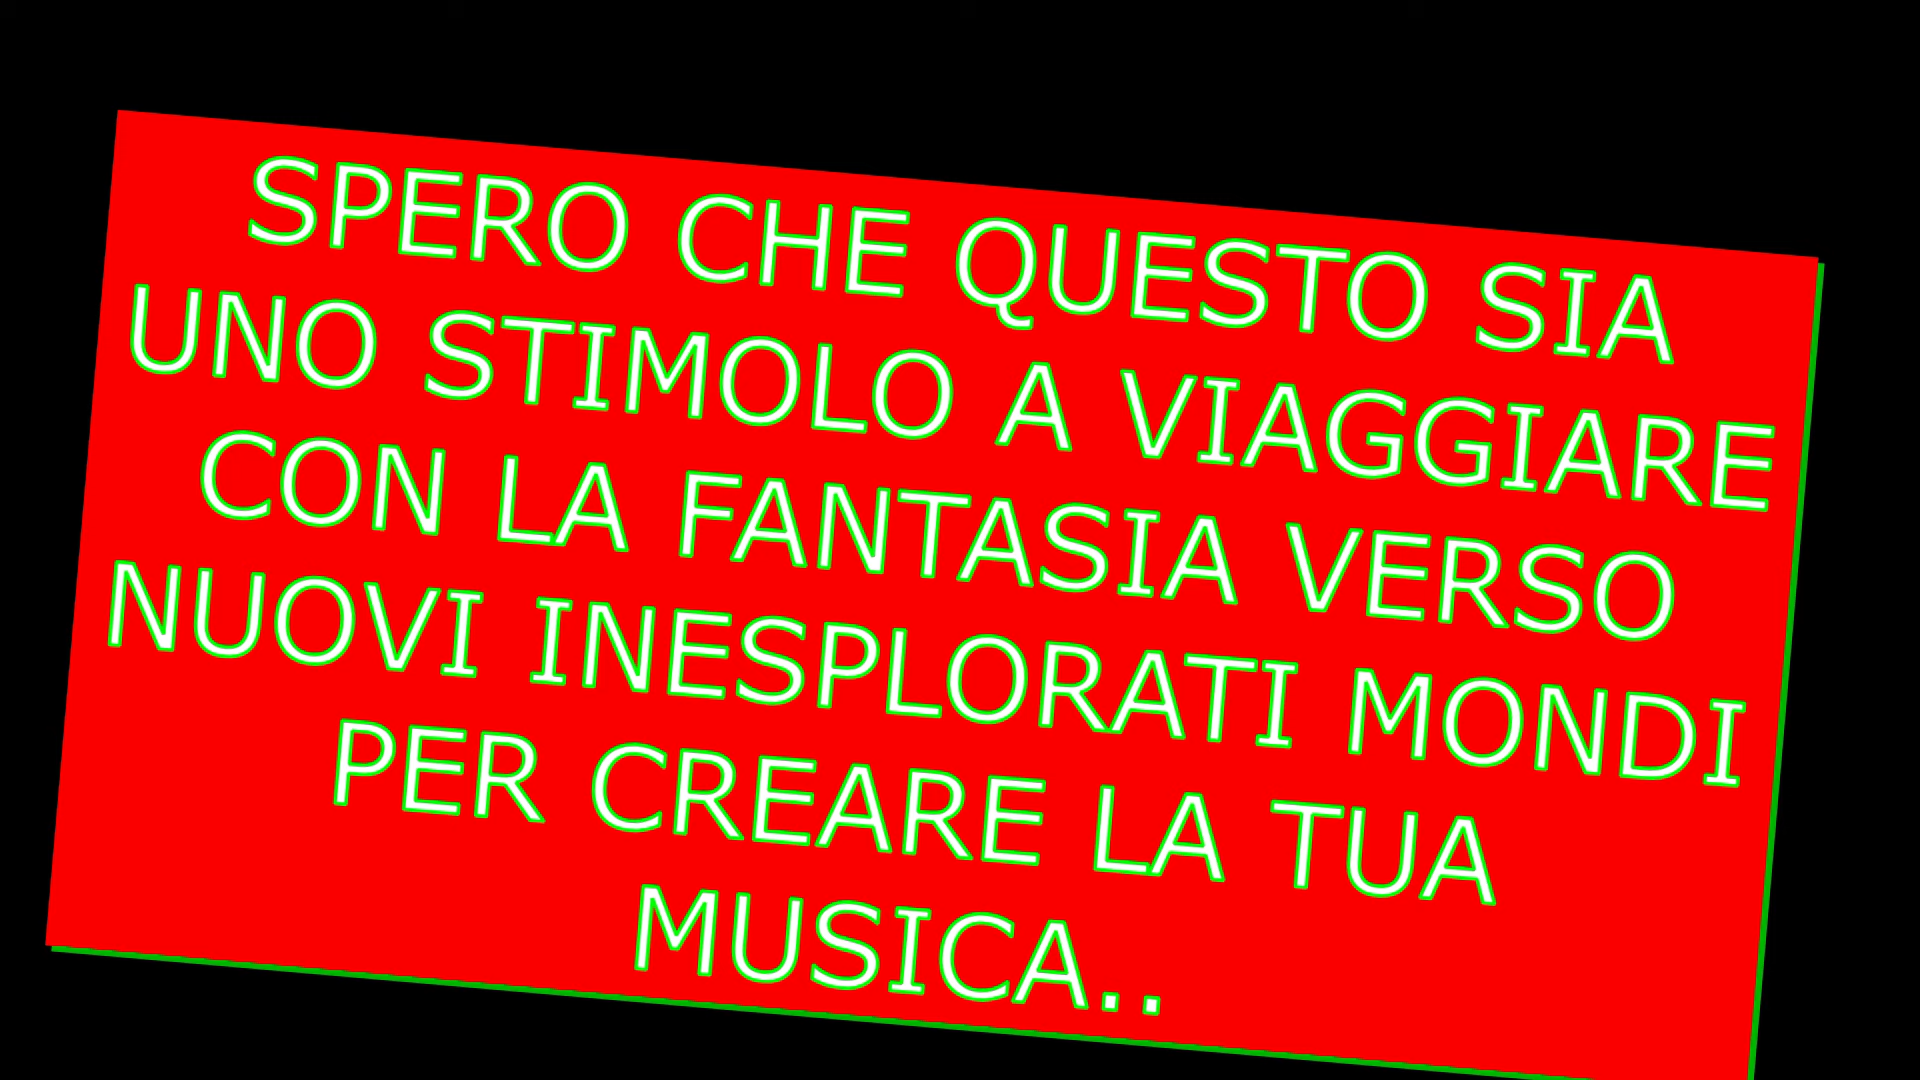 SPERO CHE QUESTO SIA
UNO STIMOLO A VIAGGIARE
CON LA FANTASIA VERSO
NUOVI INESPLORATI MONDI
PER CREARE LA TUA
MUSICA..